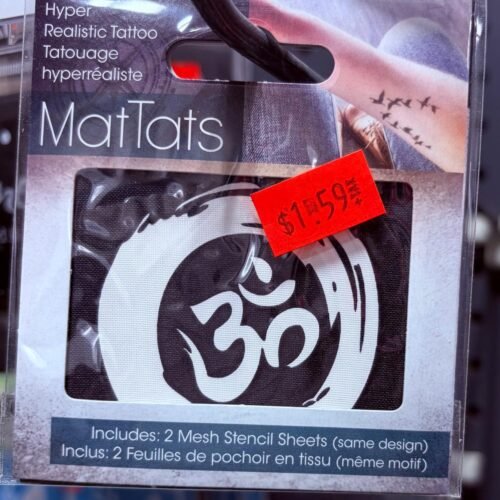 Hyper
Realistic Tattoo
Tatouage
hyperréaliste
MatTats
$1.59
ॐ
Includes: 2 Mesh Stencil Sheets (same design)
Inclus: 2 Feuilles de pochoir en tissu (même motif)